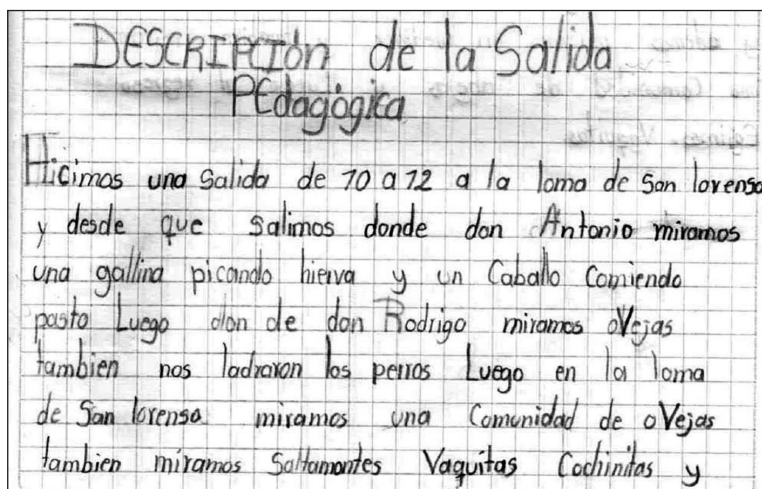 DESCRIPCIÓn de la Salida
PEdagógica
Hicimos una Salida de 10 a 12 a la loma de San lorenso
y desde que Salimos donde don Antonio miramos
una gallina picando hierva y un Caballo Comiendo
pasto Luego don de don Rodrigo miramos oVejas
tambien nos ladraron los perros Luego en la loma
de San lorenso miramos una Comunidad de oVejas
tambien miramos Saltamontes Vaquitas Cochinitas y